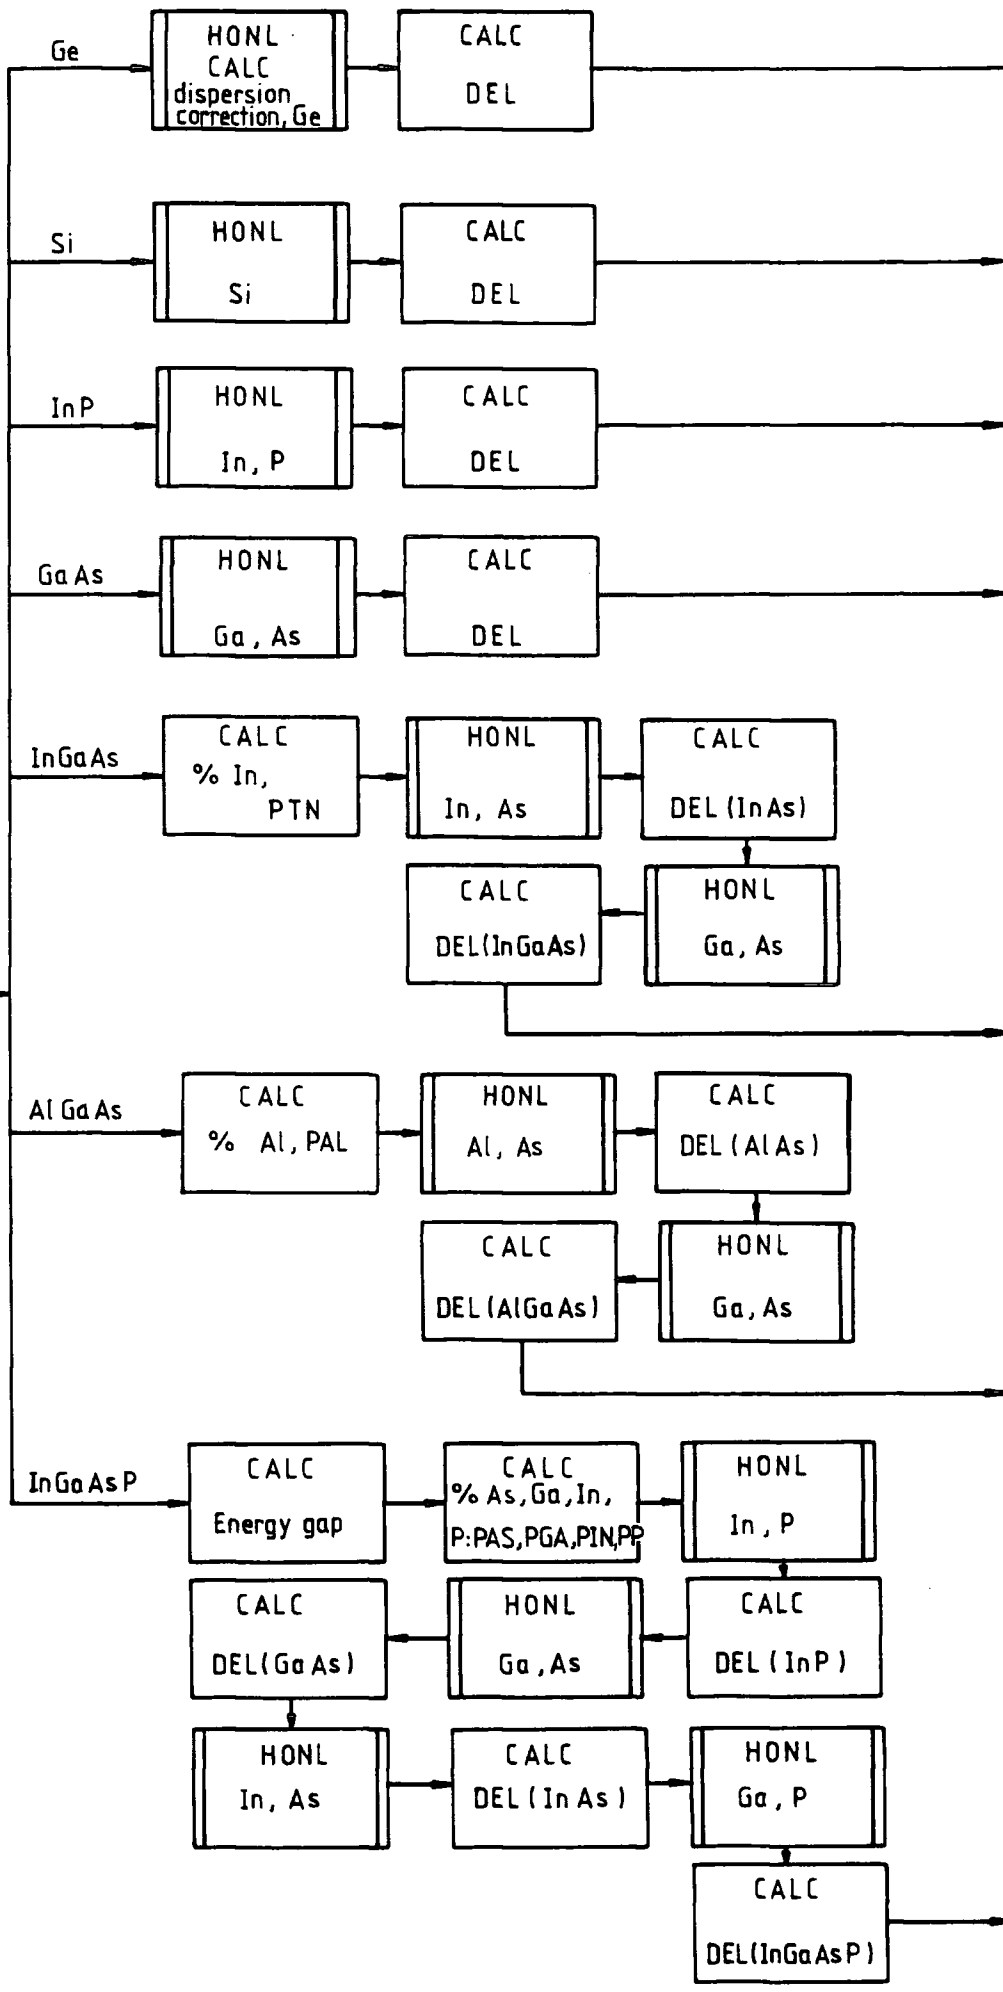 Ge
HONL
CALC
dispersion
correction, Ge
CALC
DEL
Si
HONL
Si
CALC
DEL
InP
HONL
In, P
CALC
DEL
GaAs
HONL
Ga, As
CALC
DEL
InGaAs
CALC
% In,
PTN
HONL
In, As
CALC
DEL (InAs)
CALC
DEL(InGaAs)
HONL
Ga, As
AlGaAs
CALC
% Al, PAL
HONL
Al, As
CALC
DEL(AlAs)
CALC
DEL(AlGaAs)
HONL
Ga, As
InGaAsP
CALC
Energy gap
CALC
% As, Ga, In,
P:PAS,PGA,PIN,PP
HONL
In, P
CALC
DEL(GaAs)
HONL
Ga, As
CALC
DEL (InP)
HONL
In, As
CALC
DEL (InAs)
HONL
Ga, P
CALC
DEL(InGaAsP)